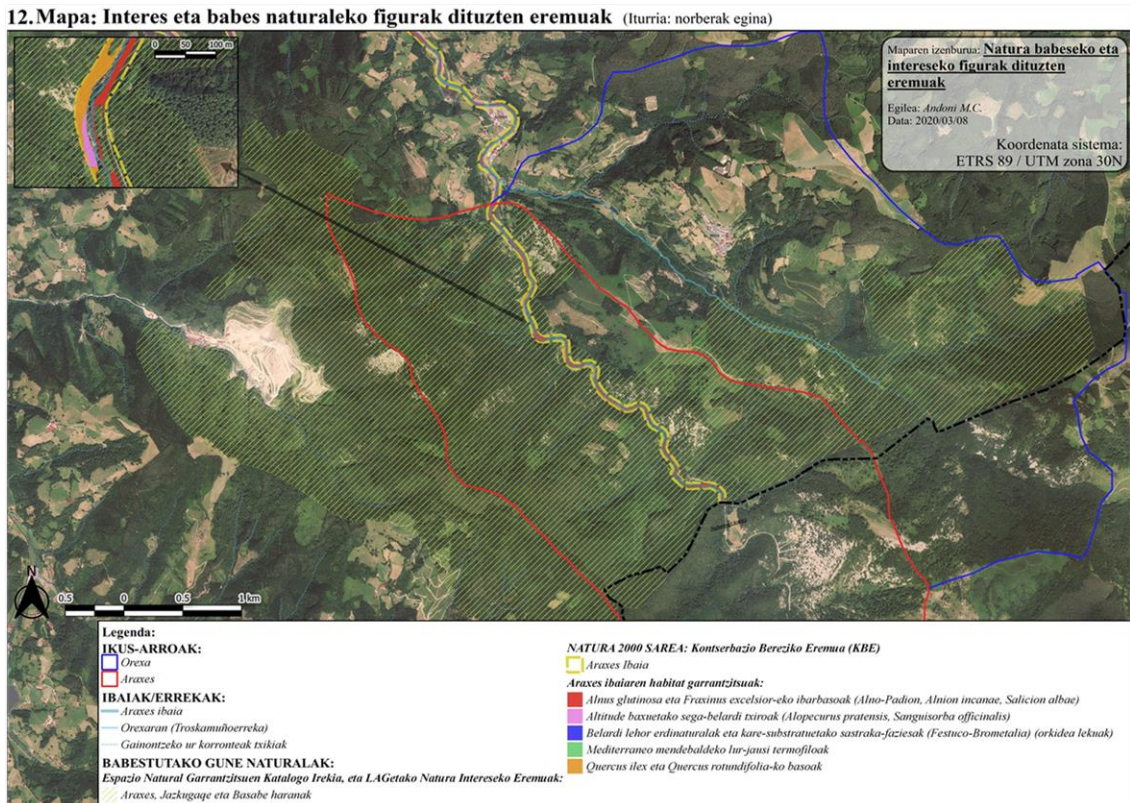 12. Mapa: Interes eta babes naturaleko figurak dituzten eremuak (Iturria: norberak egina)
0 50 100 m
Maparen izenburua: Natura babeseko eta
intereseko figurak dituzten
eremuak
Egilea: Andoni M.C.
Data: 2020/03/08
Koordenata sistema:
ETRS 89 / UTM zona 30N
N
0.5 0 0.5 1 km
Legenda:
IKUS-ARROAK:
Orexa
Araxes
IBAIAK/ERREKAK:
Araxes ibaia
Orexaran (Troskamuñoerreka)
Gainontzeko ur korronteak txikiak
BABESTUTAKO GUNE NATURALAK:
Espazio Natural Garrantzitsuen Katalogo Irekia, eta LAGetako Natura Intereseko Eremuak:
Araxes, Jazkugaqe eta Basabe haranak
NATURA 2000 SAREA: Kontserbazio Bereziko Eremua (KBE)
Araxes Ibaia
Araxes ibaiaren habitat garrantzitsuak:
Alnus glutinosa eta Fraxinus excelsior-eko ibarbasoak (Alno-Padion, Alnion incanae, Salicion albae)
Altitude baxuetako sega-belardi txiroak (Alopecurus pratensis, Sanguisorba officinalis)
Belardi lehor erdinaturalak eta kare-substratuetako sastraka-faziesak (Festuco-Brometalia) (orkidea lekuak)
Mediterraneo mendebaldeko lur-jausi termofiloak
Quercus ilex eta Quercus rotundifolia-ko basoak